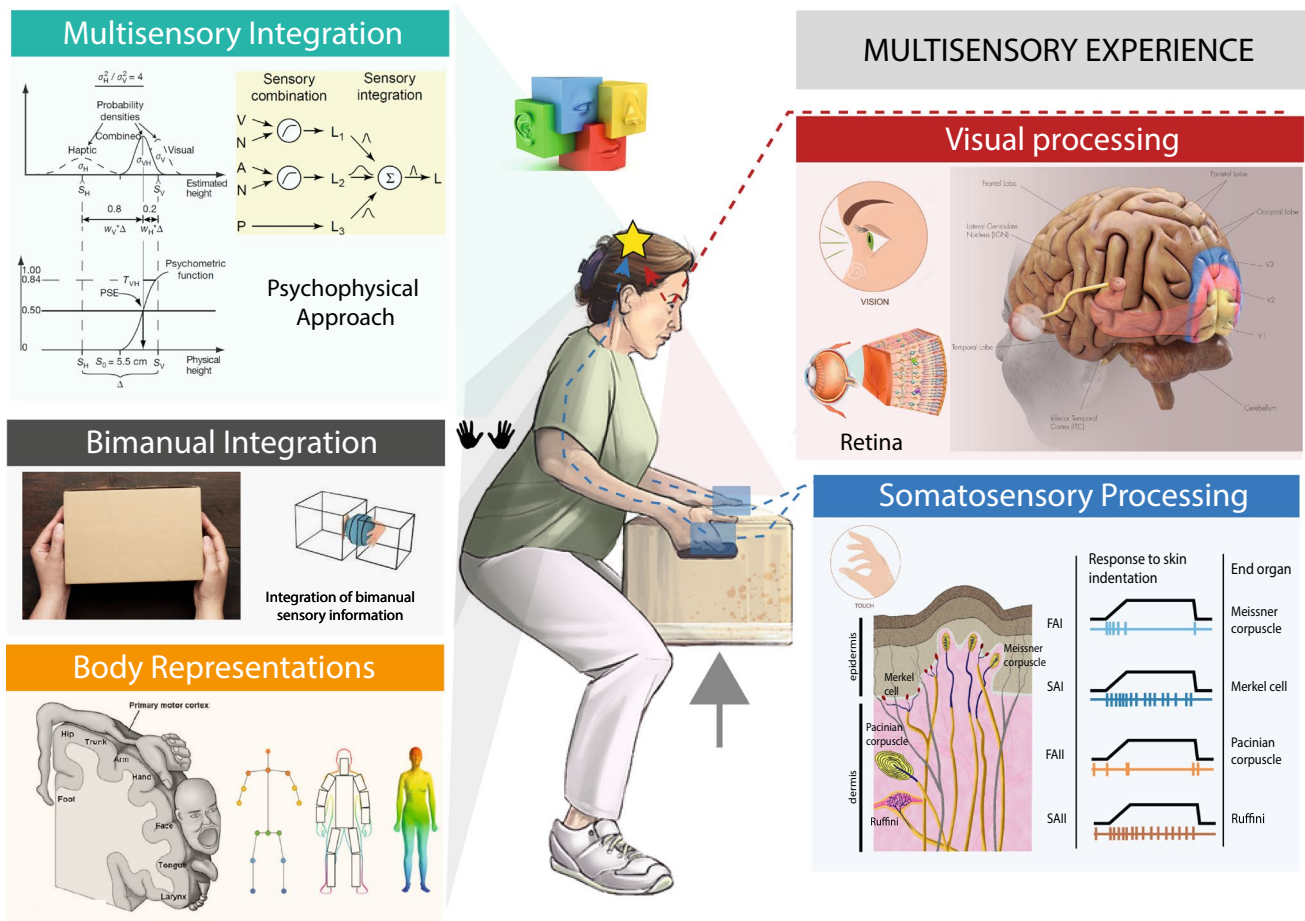 Multisensory Integration
σ²H / σ²V = 4
Probability
densities
Combined
Haptic
Visual
σH
σVH
σV
Estimated
height
SH
SV
0.8
0.2
wV*Δ
wH*Δ
1.00
0.84
TVH
Psychometric
function
PSE
0.50
0
SH
S0 = 5.5 cm
SV
Physical
height
Δ
Sensory
combination
Sensory
integration
V
N
L1
A
N
L2
Σ
L
P
L3
Psychophysical
Approach
Bimanual Integration
Integration of bimanual
sensory information
Body Representations
Primary motor cortex
Hip
Trunk
Arm
Hand
Foot
Face
Tongue
Larynx
MULTISENSORY EXPERIENCE
Visual processing
VISION
Retina
Frontal Lobe
Parietal Lobe
Occipital Lobe
Lateral Geniculate
Nucleus (LGN)
V3
V2
V1
Temporal Lobe
Inferior Temporal
Cortex (ITC)
Cerebellum
Somatosensory Processing
TOUCH
epidermis
dermis
Meissner
corpuscle
Merkel
cell
Pacinian
corpuscle
Ruffini
Response to skin
indentation
End organ
FAI
Meissner
corpuscle
SAI
Merkel cell
FAII
Pacinian
corpuscle
SAII
Ruffini